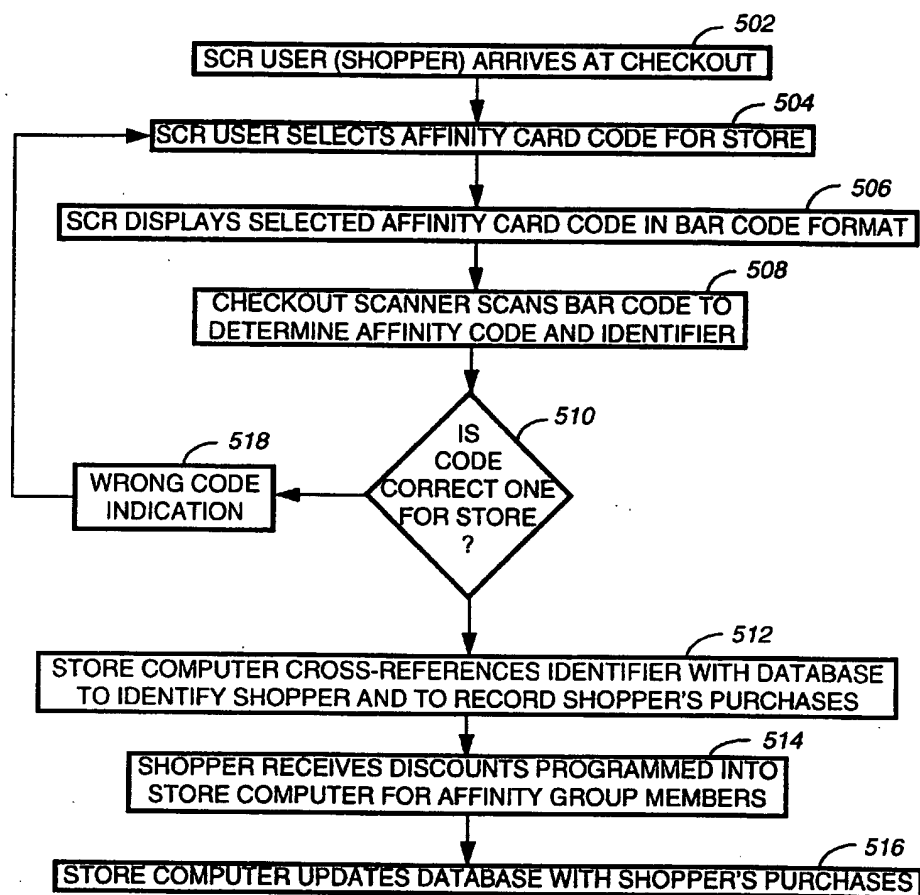 502
SCR USER (SHOPPER) ARRIVES AT CHECKOUT
504
SCR USER SELECTS AFFINITY CARD CODE FOR STORE
506
SCR DISPLAYS SELECTED AFFINITY CARD CODE IN BAR CODE FORMAT
508
CHECKOUT SCANNER SCANS BAR CODE TO
DETERMINE AFFINITY CODE AND IDENTIFIER
510
IS
CODE
CORRECT ONE
FOR STORE
?
518
WRONG CODE
INDICATION
512
STORE COMPUTER CROSS-REFERENCES IDENTIFIER WITH DATABASE
TO IDENTIFY SHOPPER AND TO RECORD SHOPPER'S PURCHASES
514
SHOPPER RECEIVES DISCOUNTS PROGRAMMED INTO
STORE COMPUTER FOR AFFINITY GROUP MEMBERS
516
STORE COMPUTER UPDATES DATABASE WITH SHOPPER'S PURCHASES